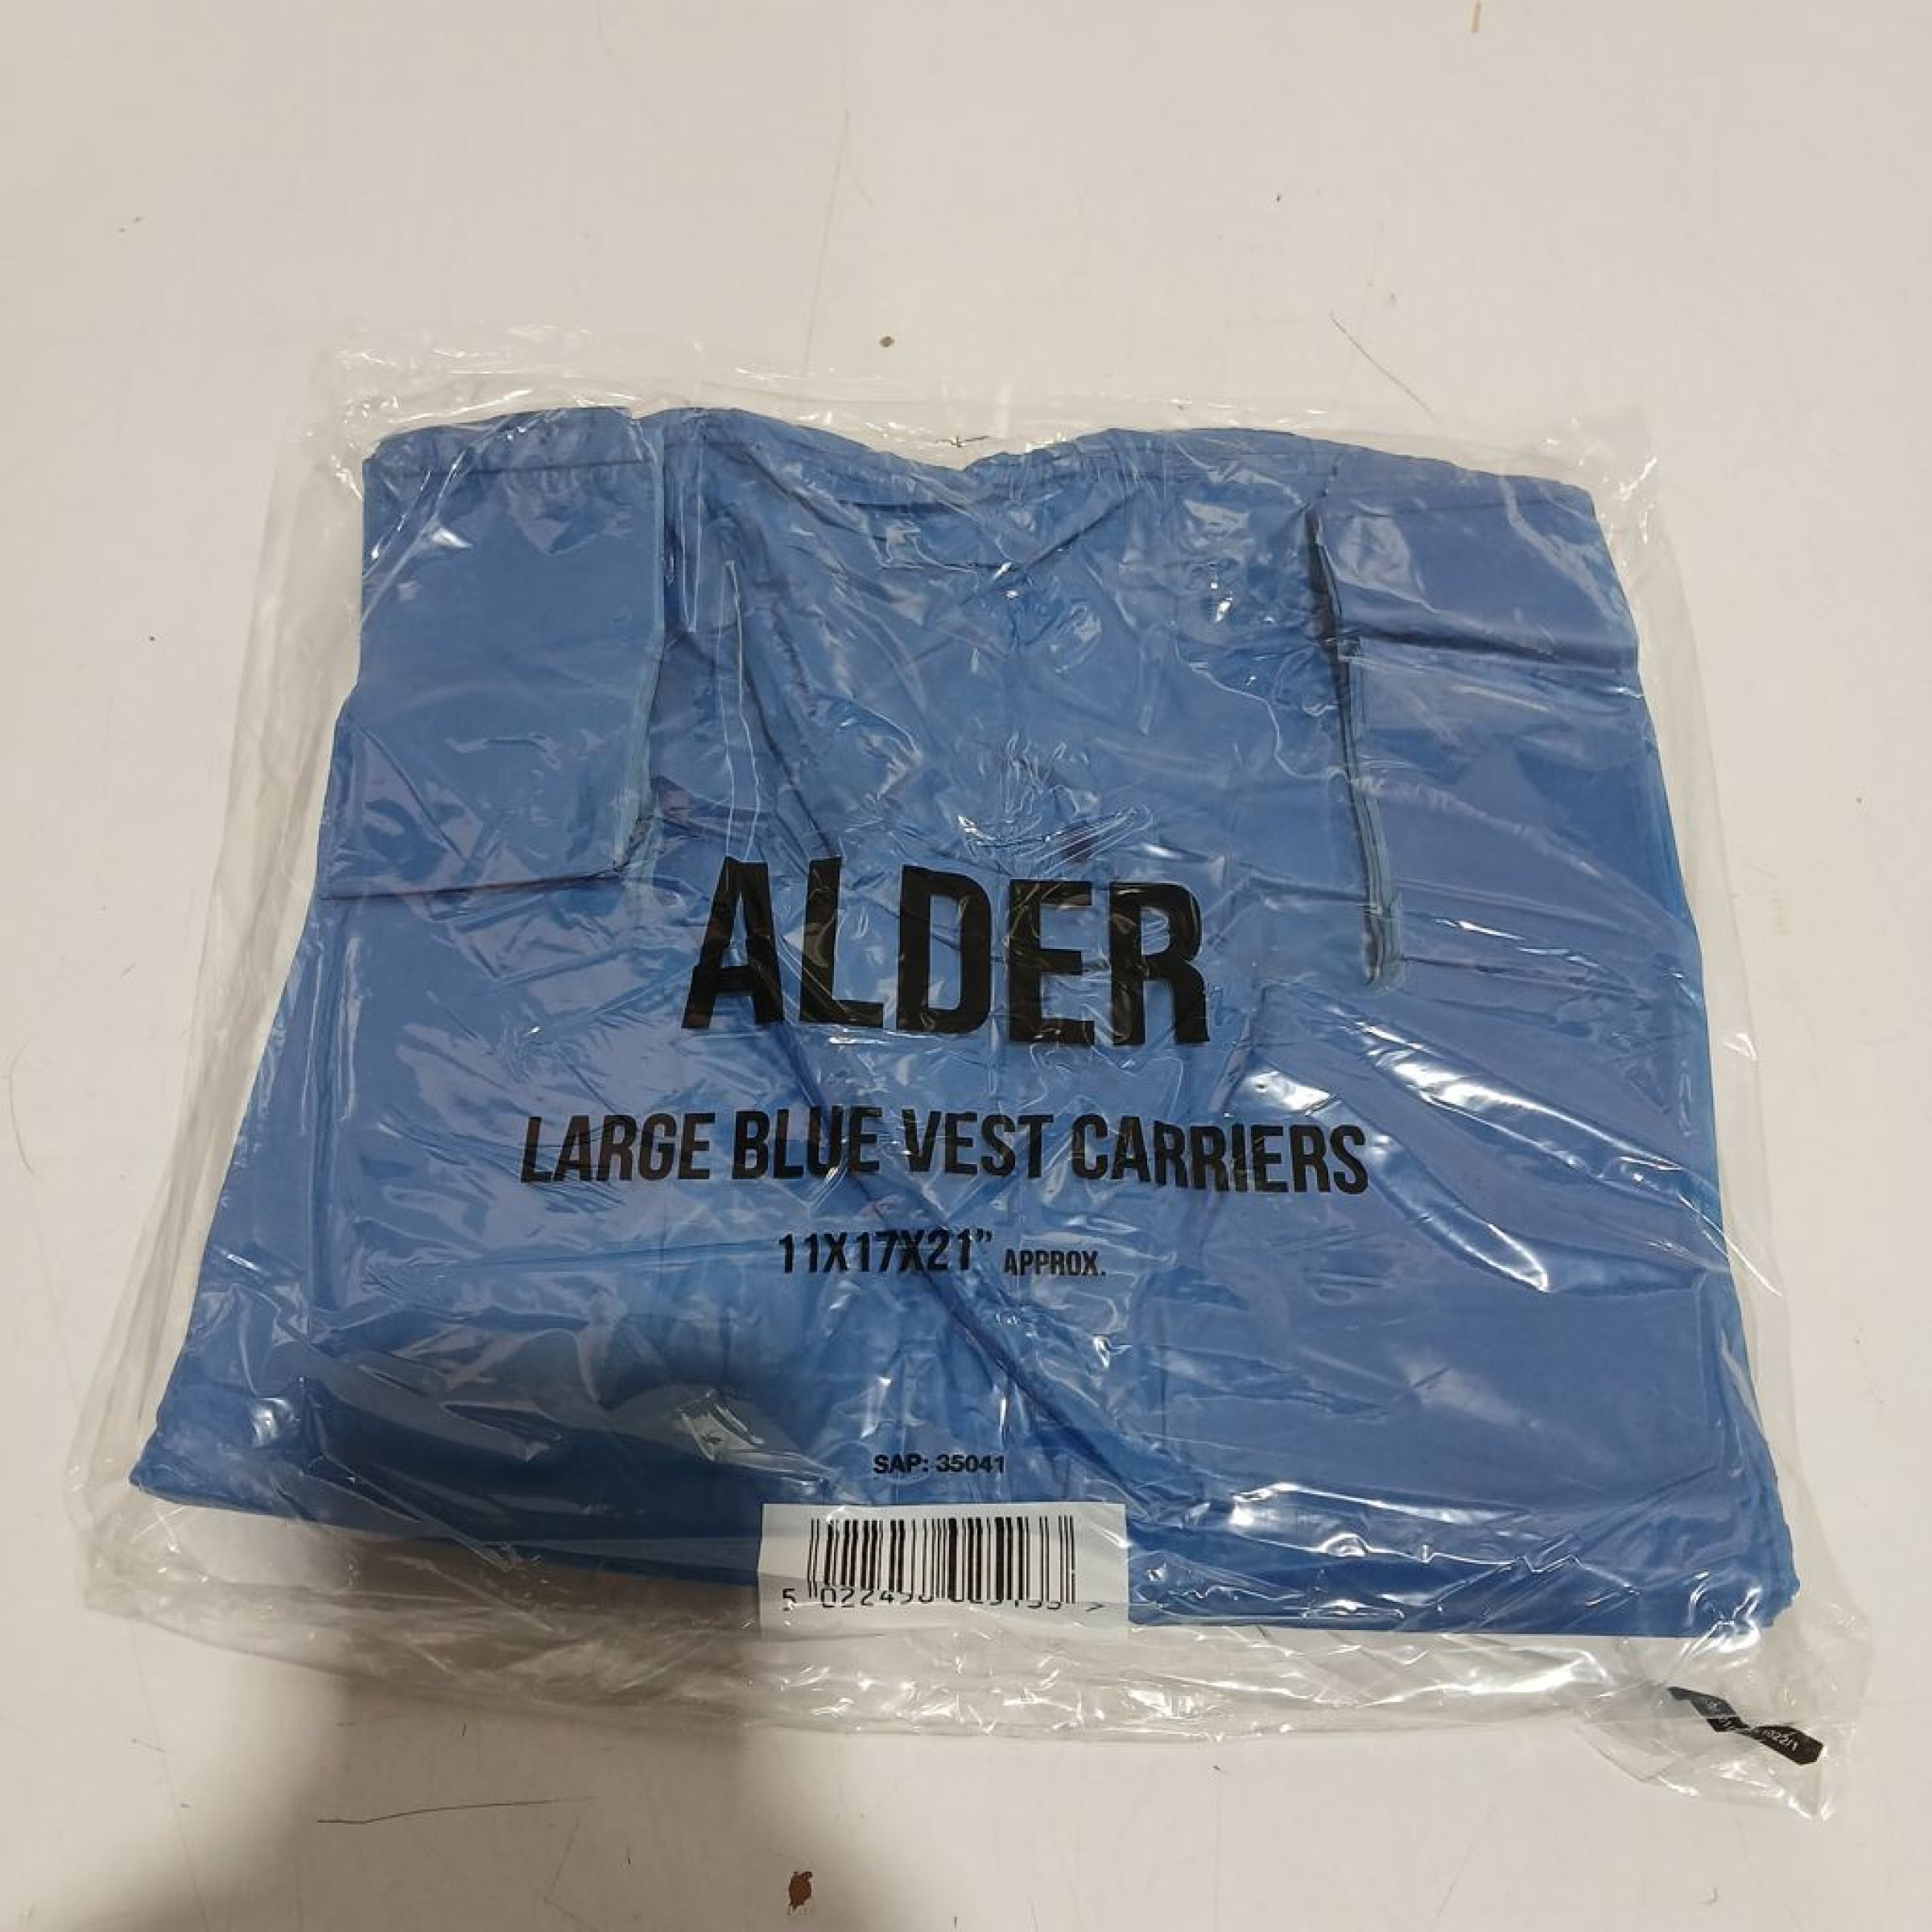 ALDER
LARGE BLUE VEST CARRIERS
11X17X21” APPROX.
SAP: 35041